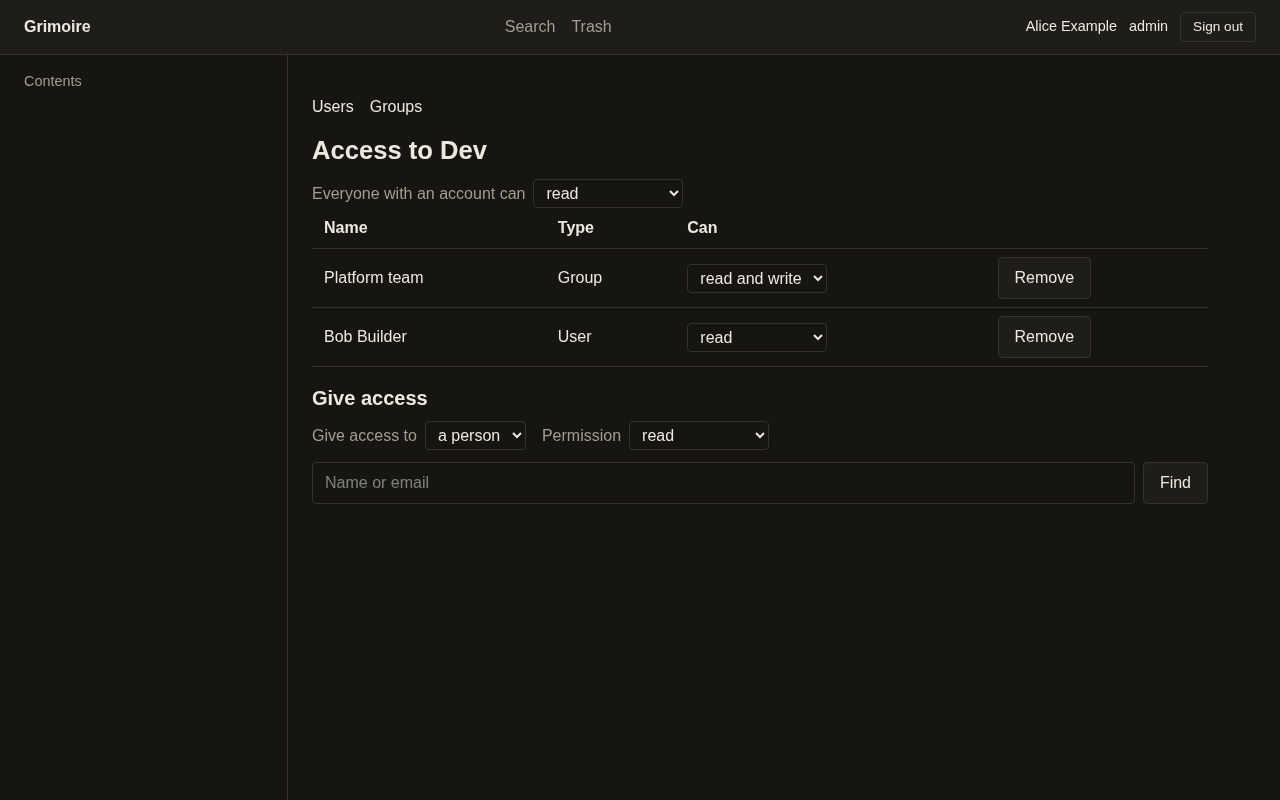 Grimoire Search Trash Alice Example admin Sign out
Contents
Users Groups
Access to Dev
Everyone with an account can read
Name Type Can
Platform team Group read and write Remove
Bob Builder User read Remove
Give access
Give access to a person Permission read
Name or email Find